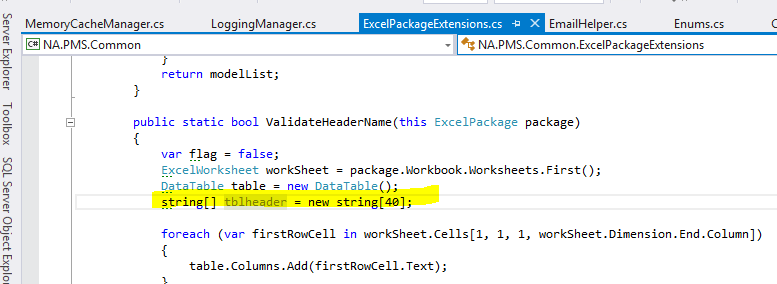 MemoryCacheManager.cs LoggingManager.cs ExcelPackageExtensions.cs EmailHelper.cs Enums.cs
C# NA.PMS.Common NA.PMS.Common.ExcelPackageExtensions
}
return modelList;
}
public static bool ValidateHeaderName(this ExcelPackage package)
{
var flag = false;
ExcelWorksheet workSheet = package.Workbook.Worksheets.First();
DataTable table = new DataTable();
string[] tblheader = new string[40];
foreach (var firstRowCell in workSheet.Cells[1, 1, 1, workSheet.Dimension.End.Column])
{
table.Columns.Add(firstRowCell.Text);
}
Server Explorer
Toolbox
SQL Server Object Explor